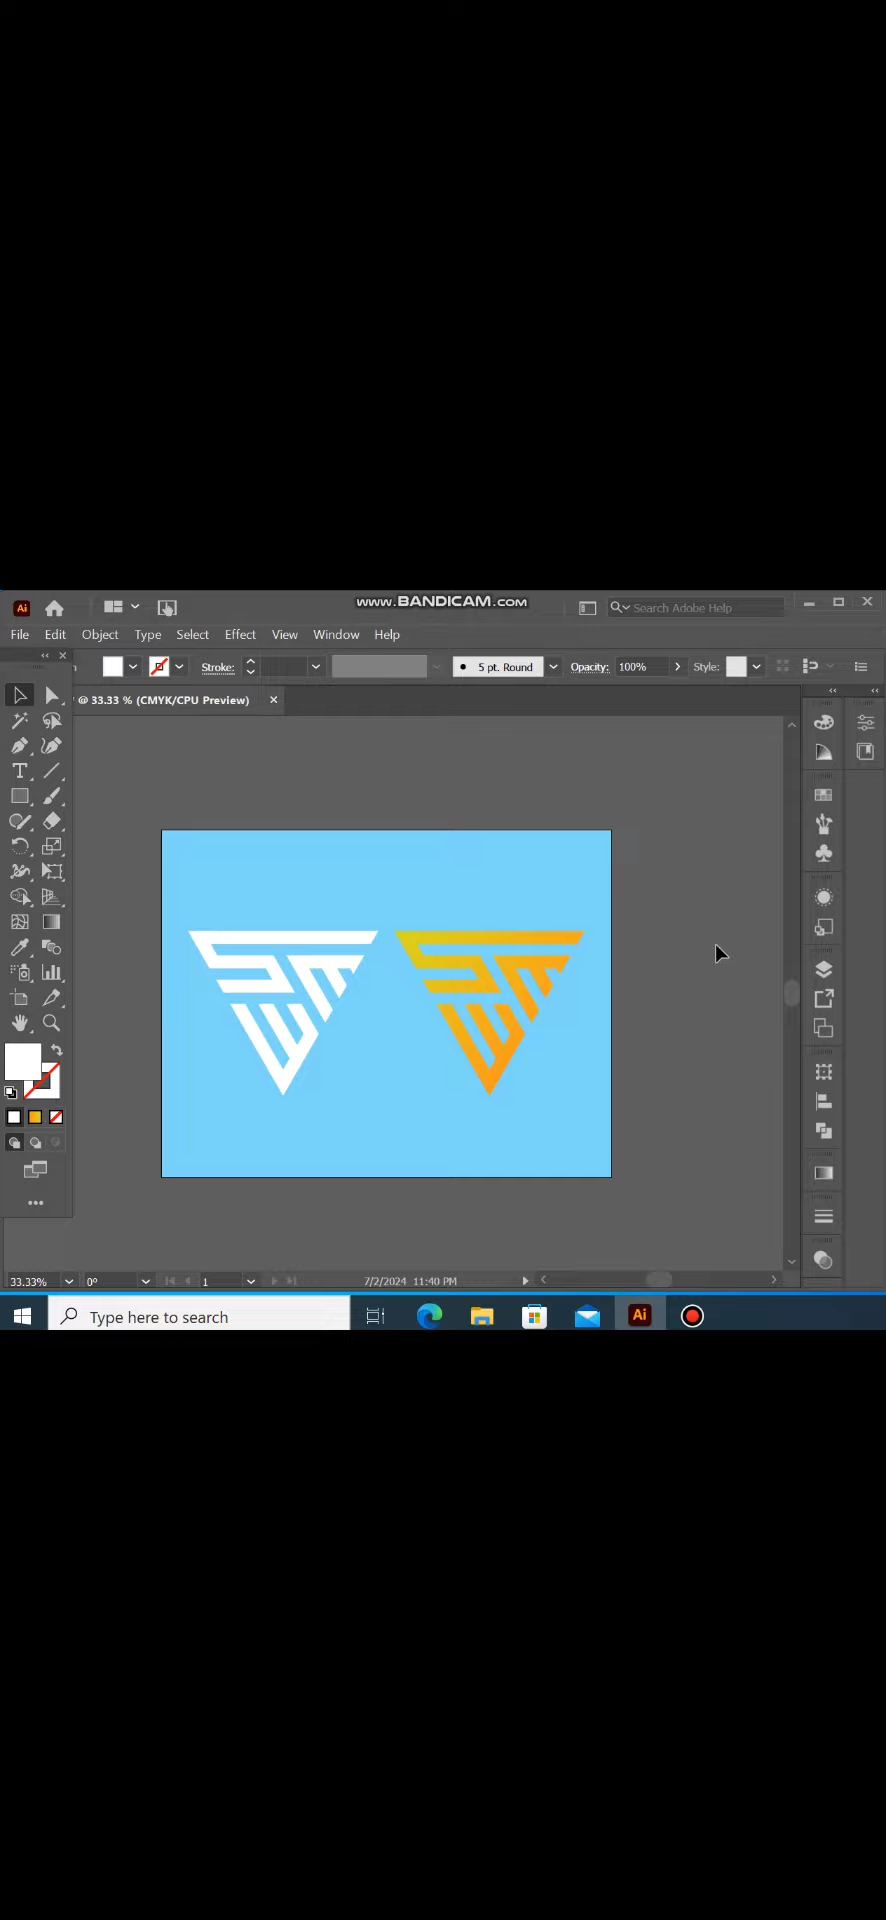 www.BANDICAM.com
Ai
Search Adobe Help
File Edit Object Type Select Effect View Window Help
Stroke: 5 pt. Round Opacity: 100% Style:
@ 33.33 % (CMYK/CPU Preview)
33.33% 0° 1 7/2/2024 11:40 PM
Type here to search
Ai